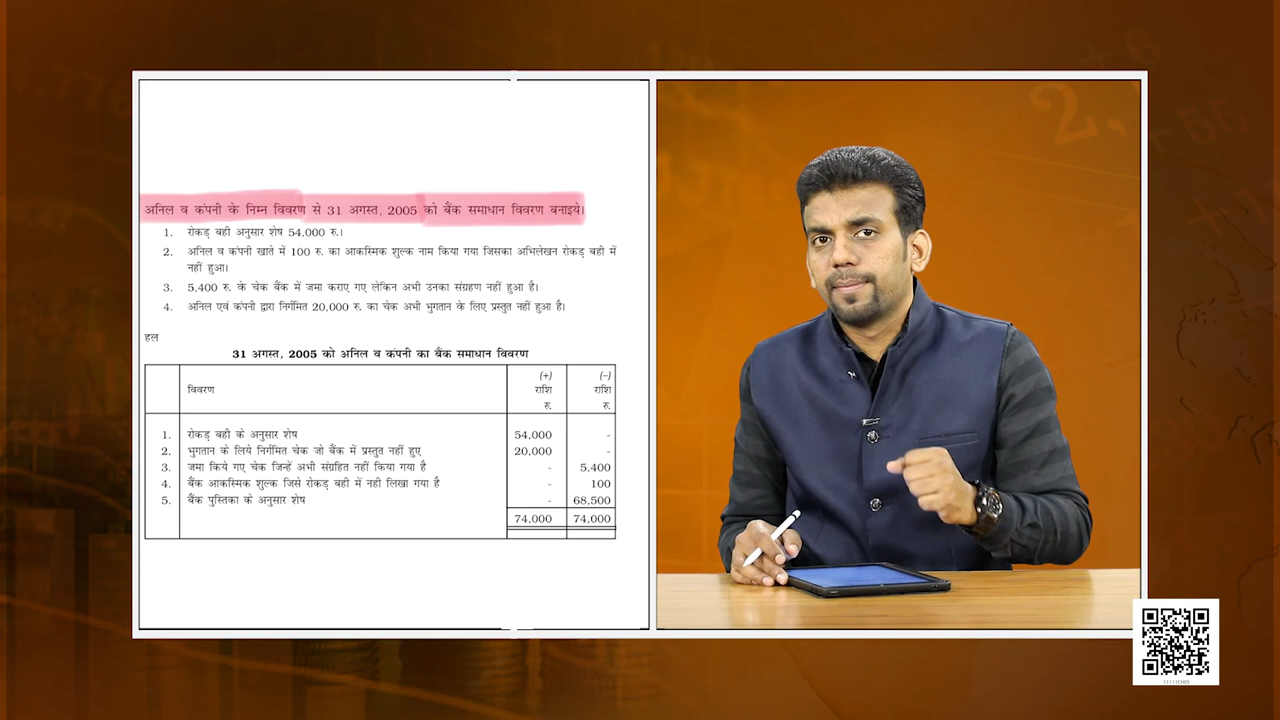 अनिल व कंपनी के निम्न विवरण से 31 अगस्त, 2005 को बैंक समाधान विवरण बनाइये।
1. रोकड़ बही अनुसार शेष 54,000 रु.।
2. अनिल व कंपनी खाते में 100 रु. का आकस्मिक शुल्क नाम किया गया जिसका अभिलेखन रोकड़ बही में
नहीं हुआ।
3. 5,400 रु. के चेक बैंक में जमा कराए गए लेकिन अभी उनका संग्रहण नहीं हुआ है।
4. अनिल एवं कंपनी द्वारा निर्गमित 20,000 रु. का चेक अभी भुगतान के लिए प्रस्तुत नहीं हुआ है।
हल
31 अगस्त, 2005 को अनिल व कंपनी का बैंक समाधान विवरण
(+) (–)
विवरण राशि राशि
रु. रु.
1. रोकड़ बही के अनुसार शेष 54,000 -
2. भुगतान के लिये निर्गमित चेक जो बैंक में प्रस्तुत नहीं हुए 20,000 -
3. जमा किये गए चेक जिन्हें अभी संग्रहित नहीं किया गया है - 5,400
4. बैंक आकस्मिक शुल्क जिसे रोकड़ बही में नही लिखा गया है - 100
5. बैंक पुस्तिका के अनुसार शेष - 68,500
74,000 74,000